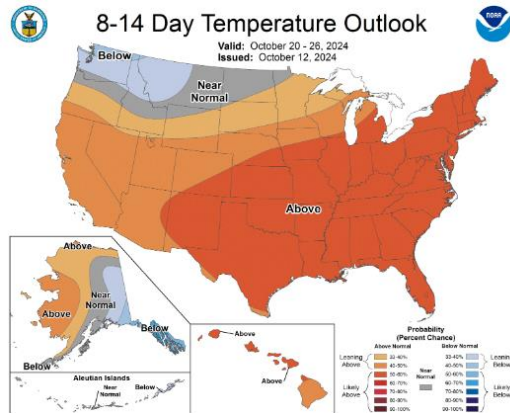 8-14 Day Temperature Outlook
Valid: October 20 - 26, 2024
Issued: October 12, 2024
NOAA
Below
Near
Normal
Above
Above
Above
Near
Normal
Below
Below
Aleutian Islands
Near
Normal
Below
Above
Above
Probability
(Percent Chance)
Above Normal
Below Normal
Leaning
Above
Likely
Above
Near
Normal
Leaning
Below
Likely
Below
33-40%
40-50%
50-60%
60-70%
70-80%
80-90%
90-100%
33-40%
40-50%
50-60%
60-70%
70-80%
80-90%
90-100%